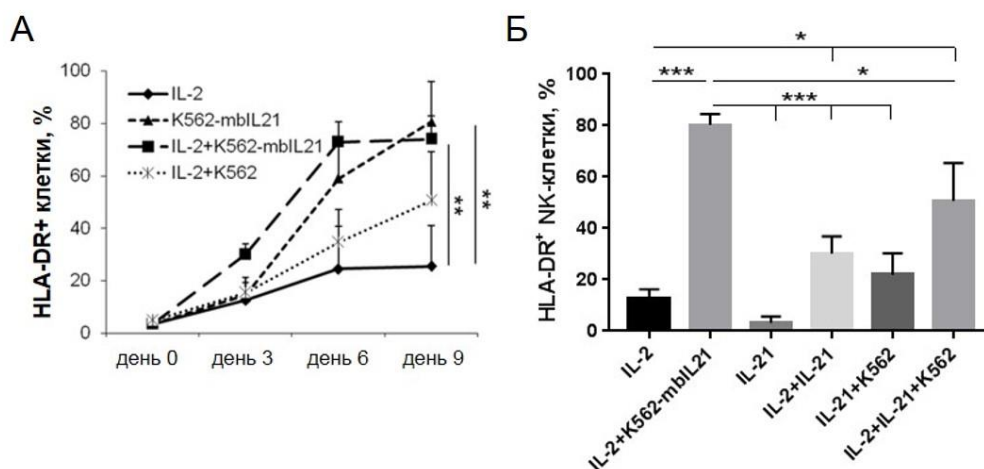 А
HLA-DR+ клетки, %
100
80
60
40
20
0
IL-2
K562-mbIL21
IL-2+K562-mbIL21
IL-2+K562
**
**
день 0 день 3 день 6 день 9
Б
HLA-DR+ NK-клетки, %
100
80
60
40
20
0
*
*** *
***
IL-2
IL-2+K562-mbIL21
IL-21
IL-2+IL-21
IL-21+K562
IL-2+IL-21+K562